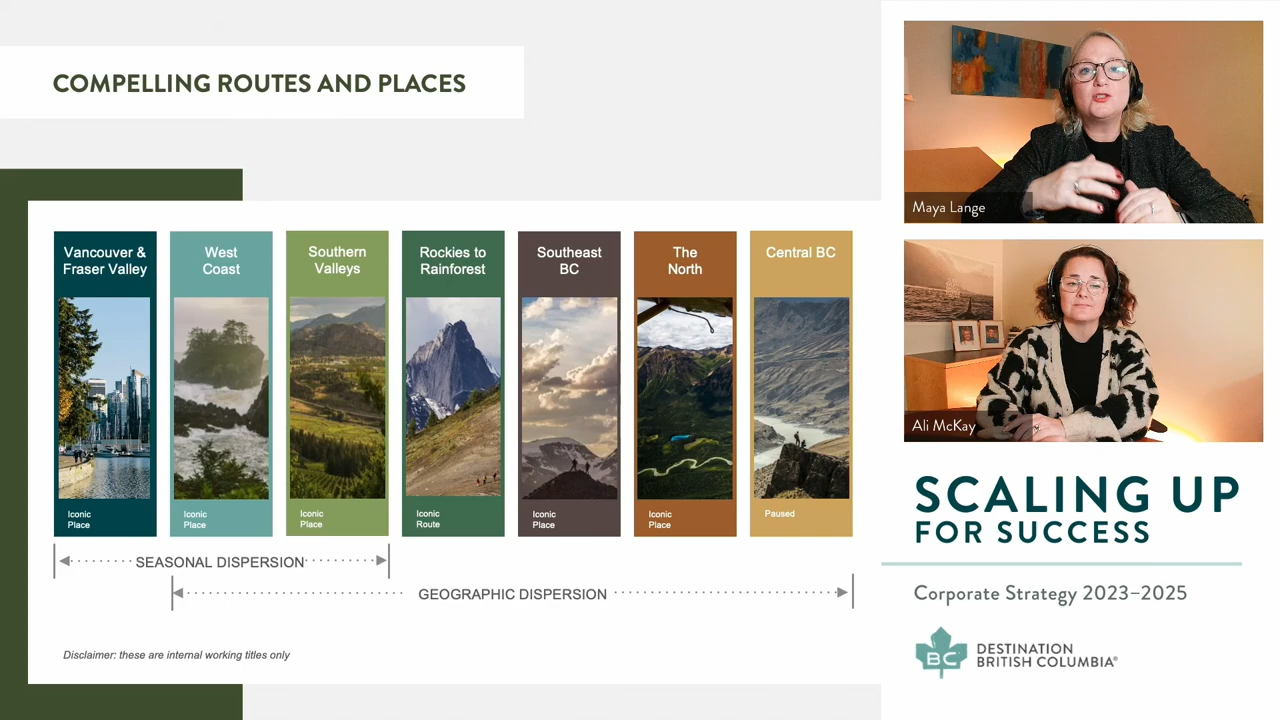 COMPELLING ROUTES AND PLACES
Vancouver &
Fraser Valley
Iconic
Place
West
Coast
Iconic
Place
Southern
Valleys
Iconic
Place
Rockies to
Rainforest
Iconic
Route
Southeast
BC
Iconic
Place
The
North
Iconic
Place
Central BC
Paused
SEASONAL DISPERSION
GEOGRAPHIC DISPERSION
Disclaimer: these are internal working titles only
Maya Lange
Ali McKay
SCALING UP
FOR SUCCESS
Corporate Strategy 2023–2025
BC
DESTINATION
BRITISH COLUMBIA®